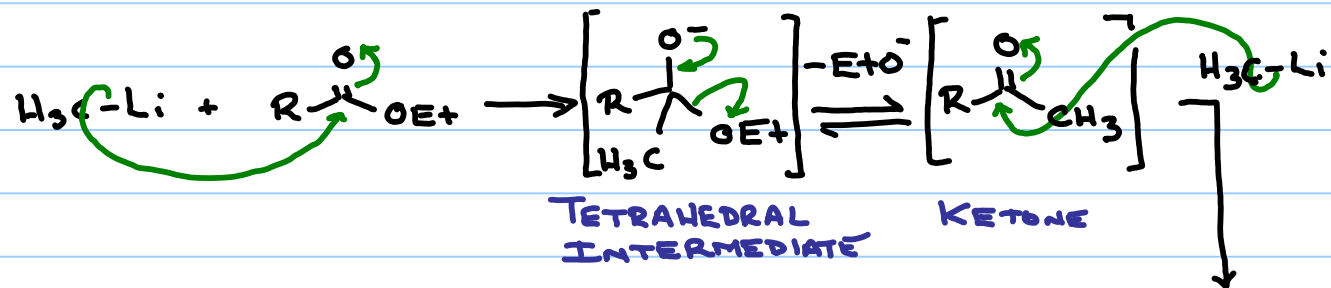 H₃C-Li + R O OEt
O⁻ R OEt H₃C
-EtO⁻
O R CH₃
H₃C-Li
TETRAHEDRAL
INTERMEDIATE
KETONE